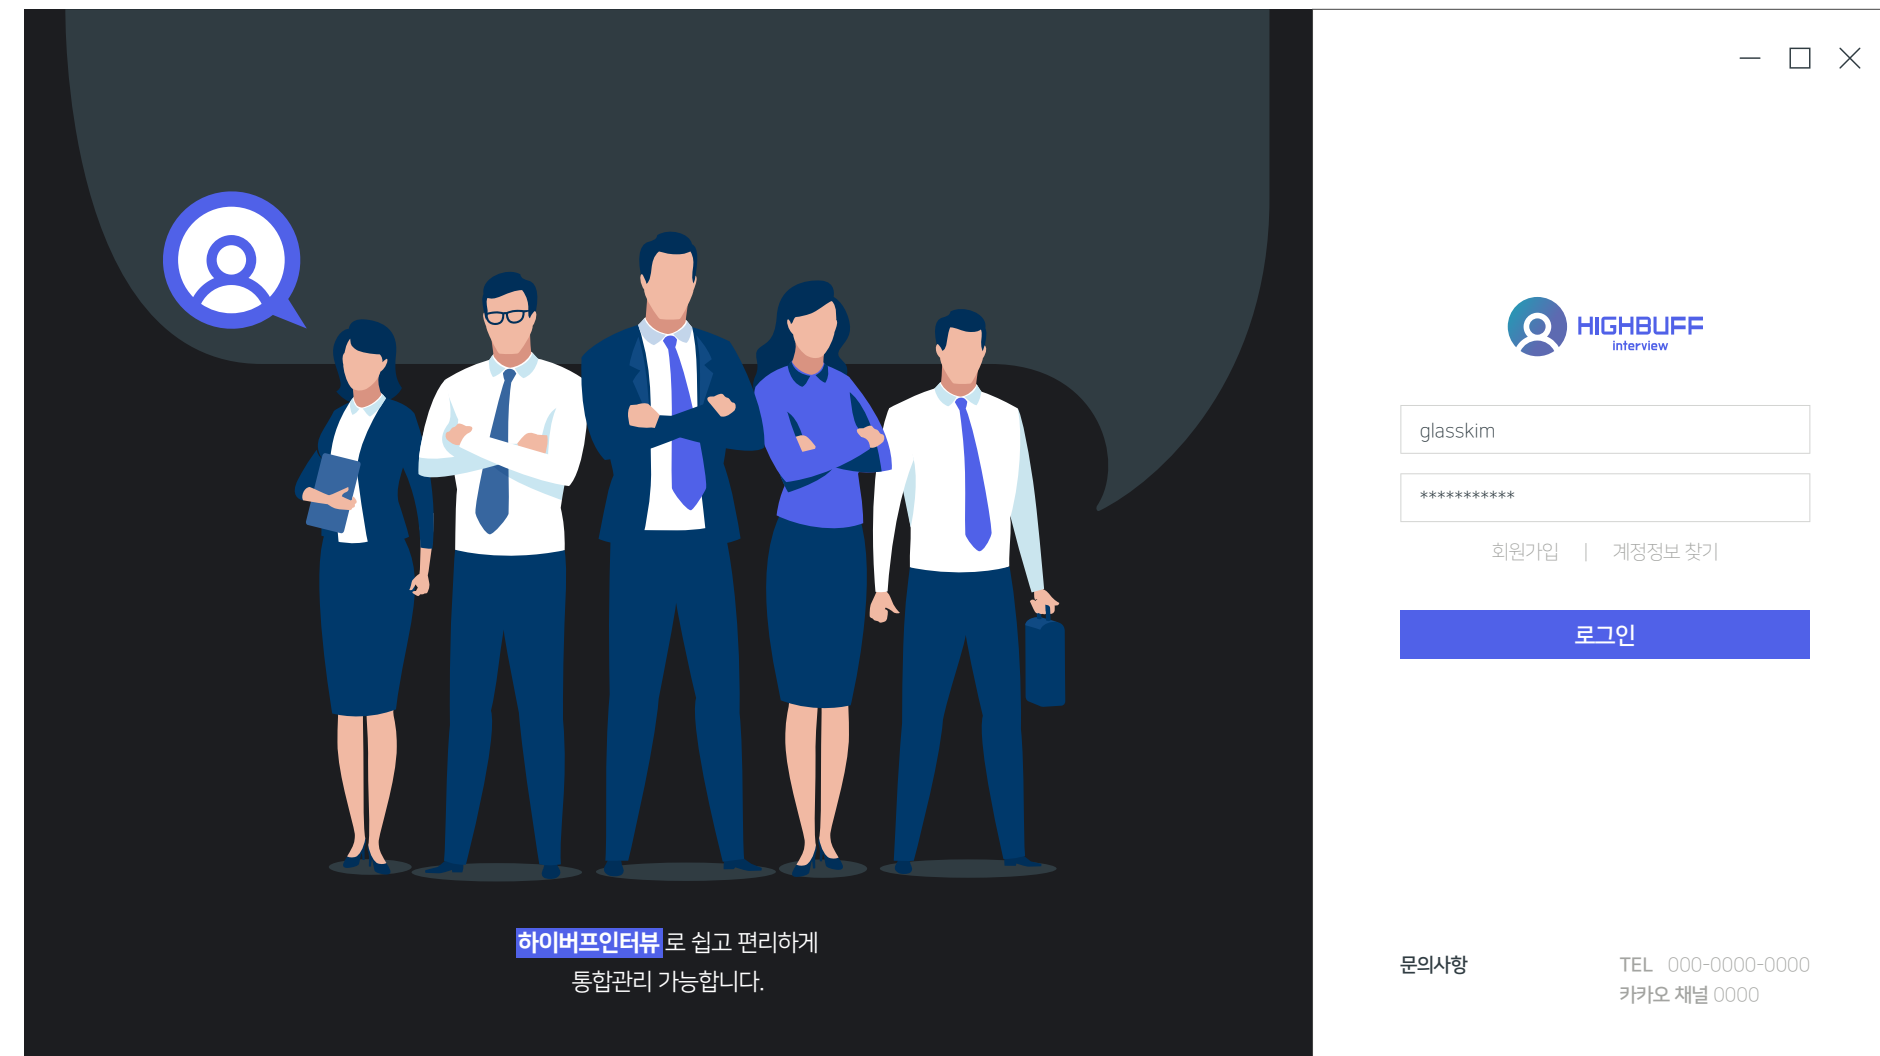 하이버프인터뷰로 쉽고 편리하게
통합관리 가능합니다.
HIGHBUFF
interview
glasskim
***********
회원가입 | 계정정보 찾기
로그인
문의사항
TEL 000-0000-0000
카카오 채널 0000